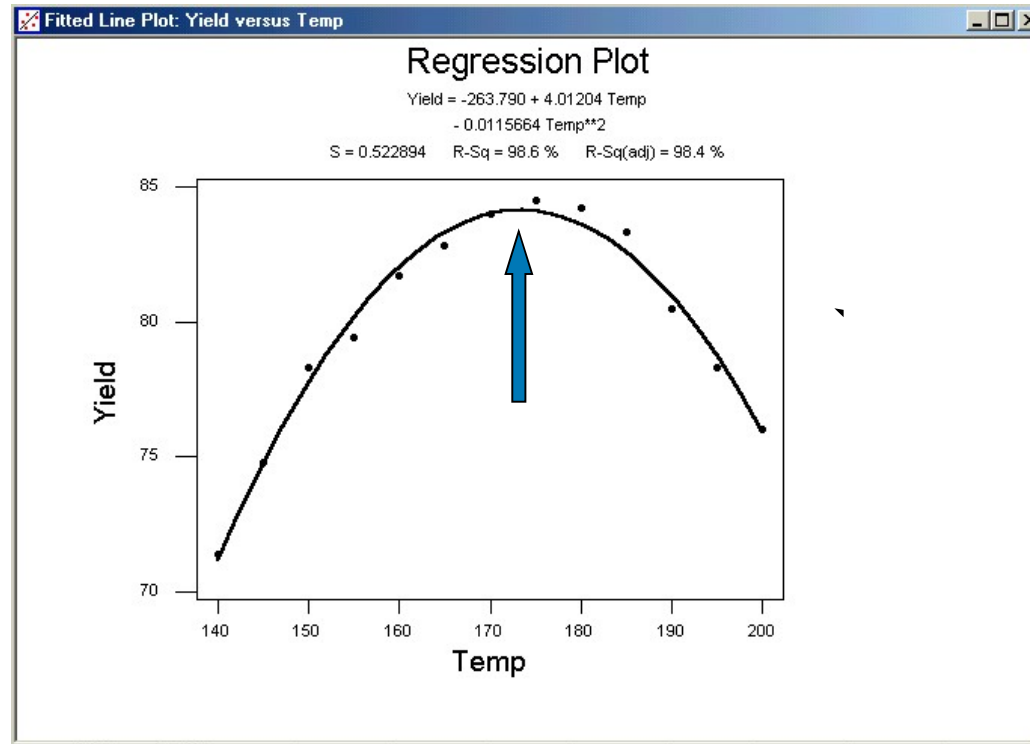 Fitted Line Plot: Yield versus Temp
Regression Plot
Yield = -263.790 + 4.01204 Temp
- 0.0115664 Temp**2
S = 0.522894 R-Sq = 98.6 % R-Sq(adj) = 98.4 %
85
80
75
70
Yield
140 150 160 170 180 190 200
Temp